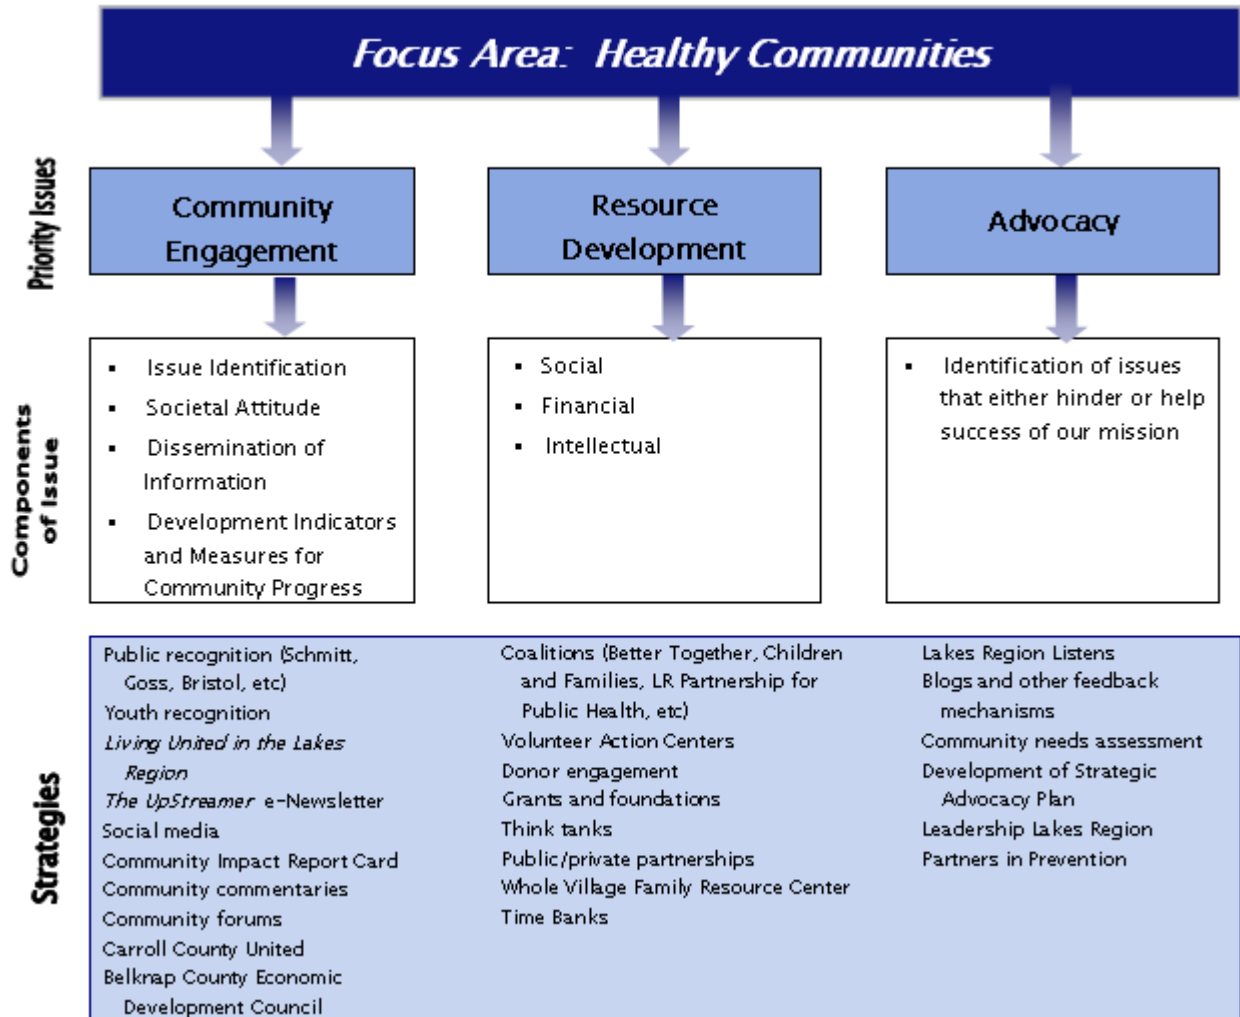 Focus Area:  Healthy Communities
Priority Issues
Community
Engagement
Resource
Development
Advocacy
Components
of Issue
▪ Issue Identification
▪ Societal Attitude
▪ Dissemination of
Information
▪ Development Indicators
and Measures for
Community Progress
▪ Social
▪ Financial
▪ Intellectual
▪ Identification of issues
that either hinder or help
success of our mission
Strategies
Public recognition (Schmitt,
Goss, Bristol, etc)
Youth recognition
Living United in the Lakes
Region
The UpStreamer e-Newsletter
Social media
Community Impact Report Card
Community commentaries
Community forums
Carroll County United
Belknap County Economic
Development Council
Coalitions (Better Together, Children
and Families, LR Partnership for
Public Health, etc)
Volunteer Action Centers
Donor engagement
Grants and foundations
Think tanks
Public/private partnerships
Whole Village Family Resource Center
Time Banks
Lakes Region Listens
Blogs and other feedback
mechanisms
Community needs assessment
Development of Strategic
Advocacy Plan
Leadership Lakes Region
Partners in Prevention